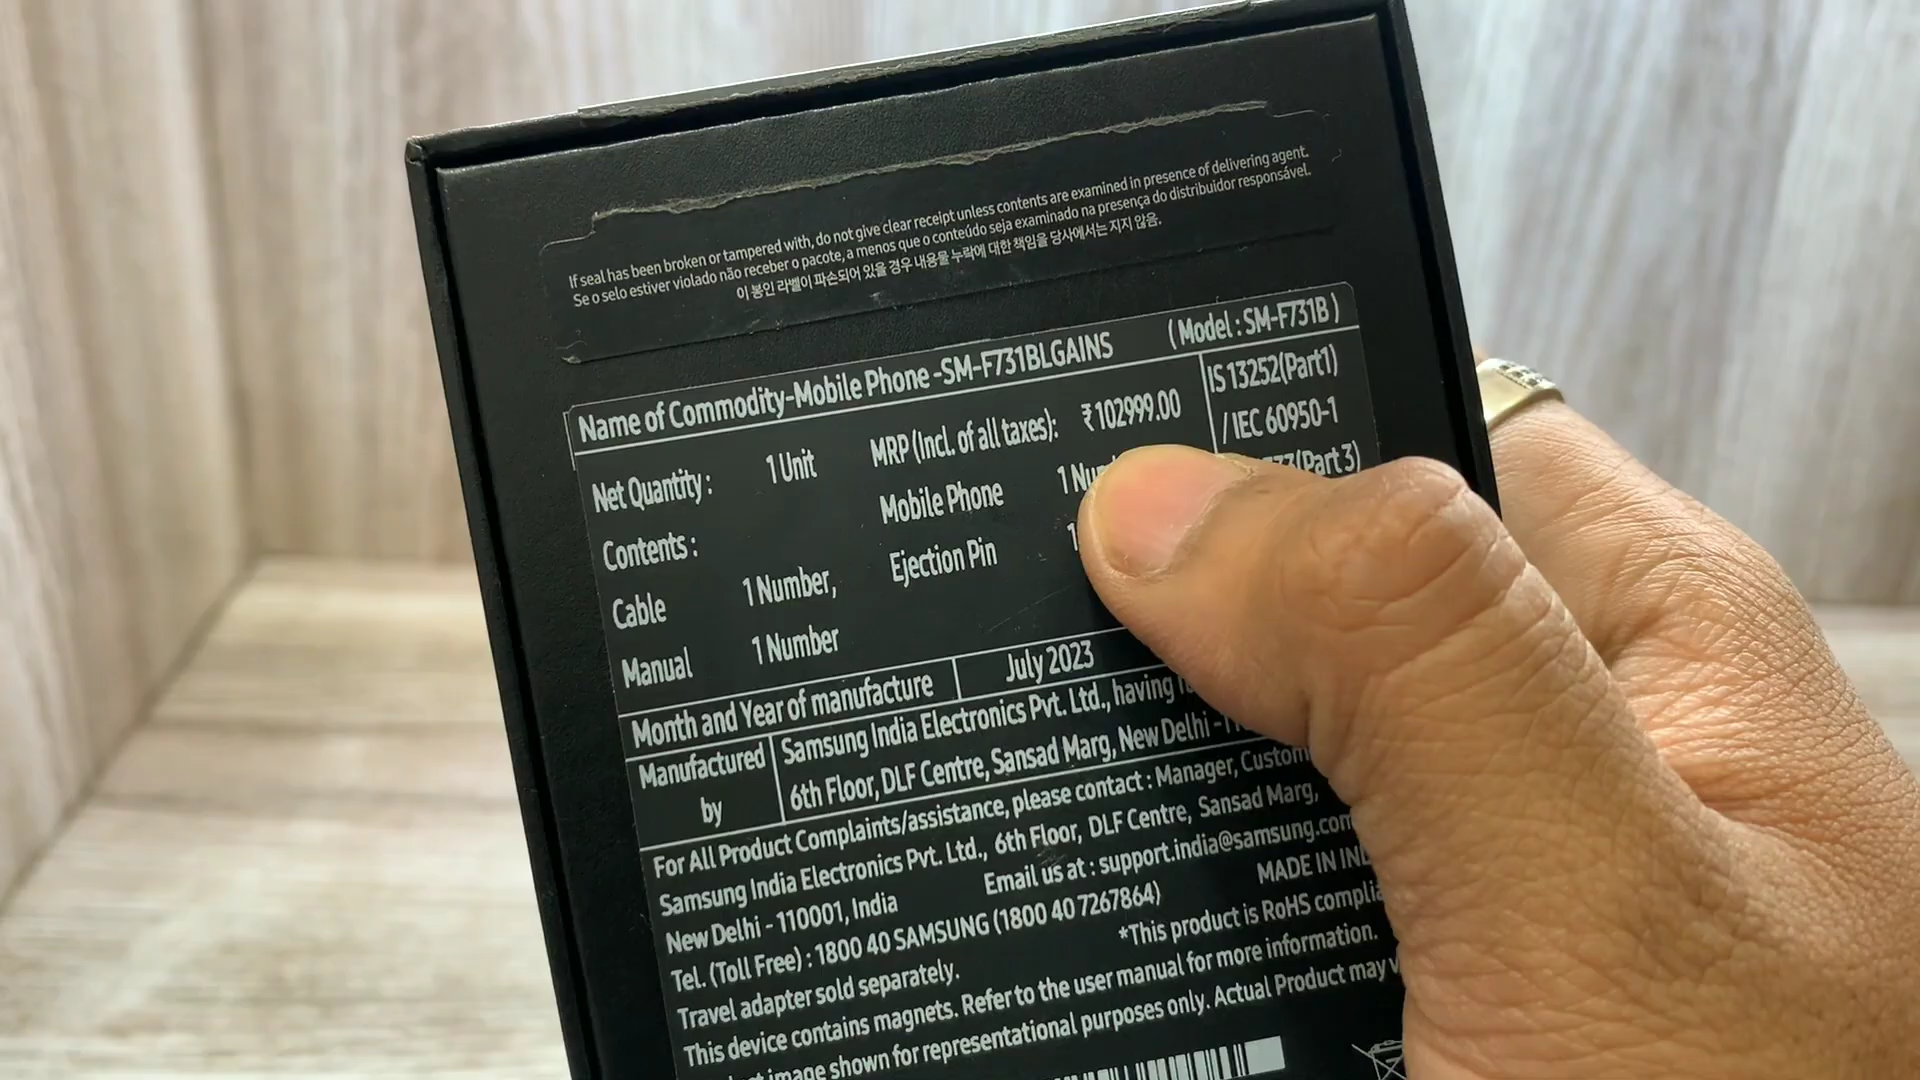 If seal has been broken or tampered with, do not give clear receipt unless contents are examined in presence of delivering agent.
Se o selo estiver violado não receber o pacote, a menos que o conteúdo seja examinado na presença do distribuidor responsável.
이 봉인 라벨이 파손되어 있을 경우 내용물 누락에 대한 책임을 당사에서는 지지 않음.
Name of Commodity-Mobile Phone -SM-F731BLGAINS (Model : SM-F731B )
Net Quantity : 1 Unit MRP (Incl. of all taxes): ₹102999.00
IS 13252(Part1)
/ IEC 60950-1
(Part 3)
Contents : Mobile Phone 1
Cable 1 Number, Ejection Pin 1
Manual 1 Number
Month and Year of manufacture July 2023
Manufactured by
Samsung India Electronics Pvt. Ltd., having
6th Floor, DLF Centre, Sansad Marg, New Delhi -
For All Product Complaints/assistance, please contact : Manager,
Samsung India Electronics Pvt. Ltd., 6th Floor, DLF Centre, Sansad Marg,
New Delhi - 110001, India Email us at : support.india@samsung.com
Tel. (Toll Free) : 1800 40 SAMSUNG (1800 40 7267864) MADE IN
Travel adapter sold separately. *This product is RoHS
This device contains magnets. Refer to the user manual for more information.
image shown for representational purposes only. Actual Product may